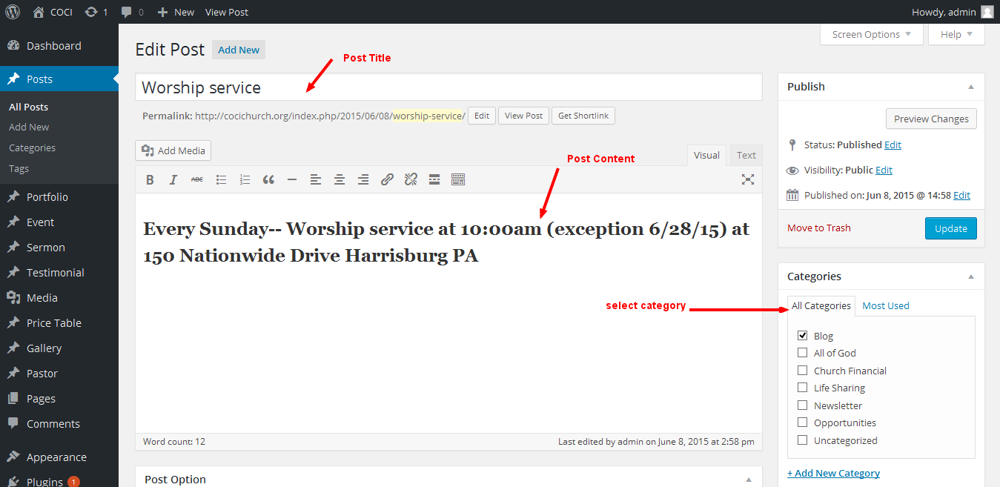 COCI 1 0 New View Post Howdy, admin
Screen Options Help
Dashboard
Posts
All Posts
Add New
Categories
Tags
Portfolio
Event
Sermon
Testimonial
Media
Price Table
Gallery
Pastor
Pages
Comments
Appearance
Plugins 1
Edit Post Add New
Post Title
Worship service
Permalink: http://cocichurch.org/index.php/2015/06/08/worship-service/ Edit View Post Get Shortlink
Add Media
Post Content
Visual Text
B I ABC
Every Sunday-- Worship service at 10:00am (exception 6/28/15) at
150 Nationwide Drive Harrisburg PA
select category
Word count: 12 Last edited by admin on June 8, 2015 at 2:58 pm
Post Option
Publish
Preview Changes
Status: Published Edit
Visibility: Public Edit
Published on: Jun 8, 2015 @ 14:58 Edit
Move to Trash Update
Categories
All Categories Most Used
Blog
All of God
Church Financial
Life Sharing
Newsletter
Opportunities
Uncategorized
+ Add New Category